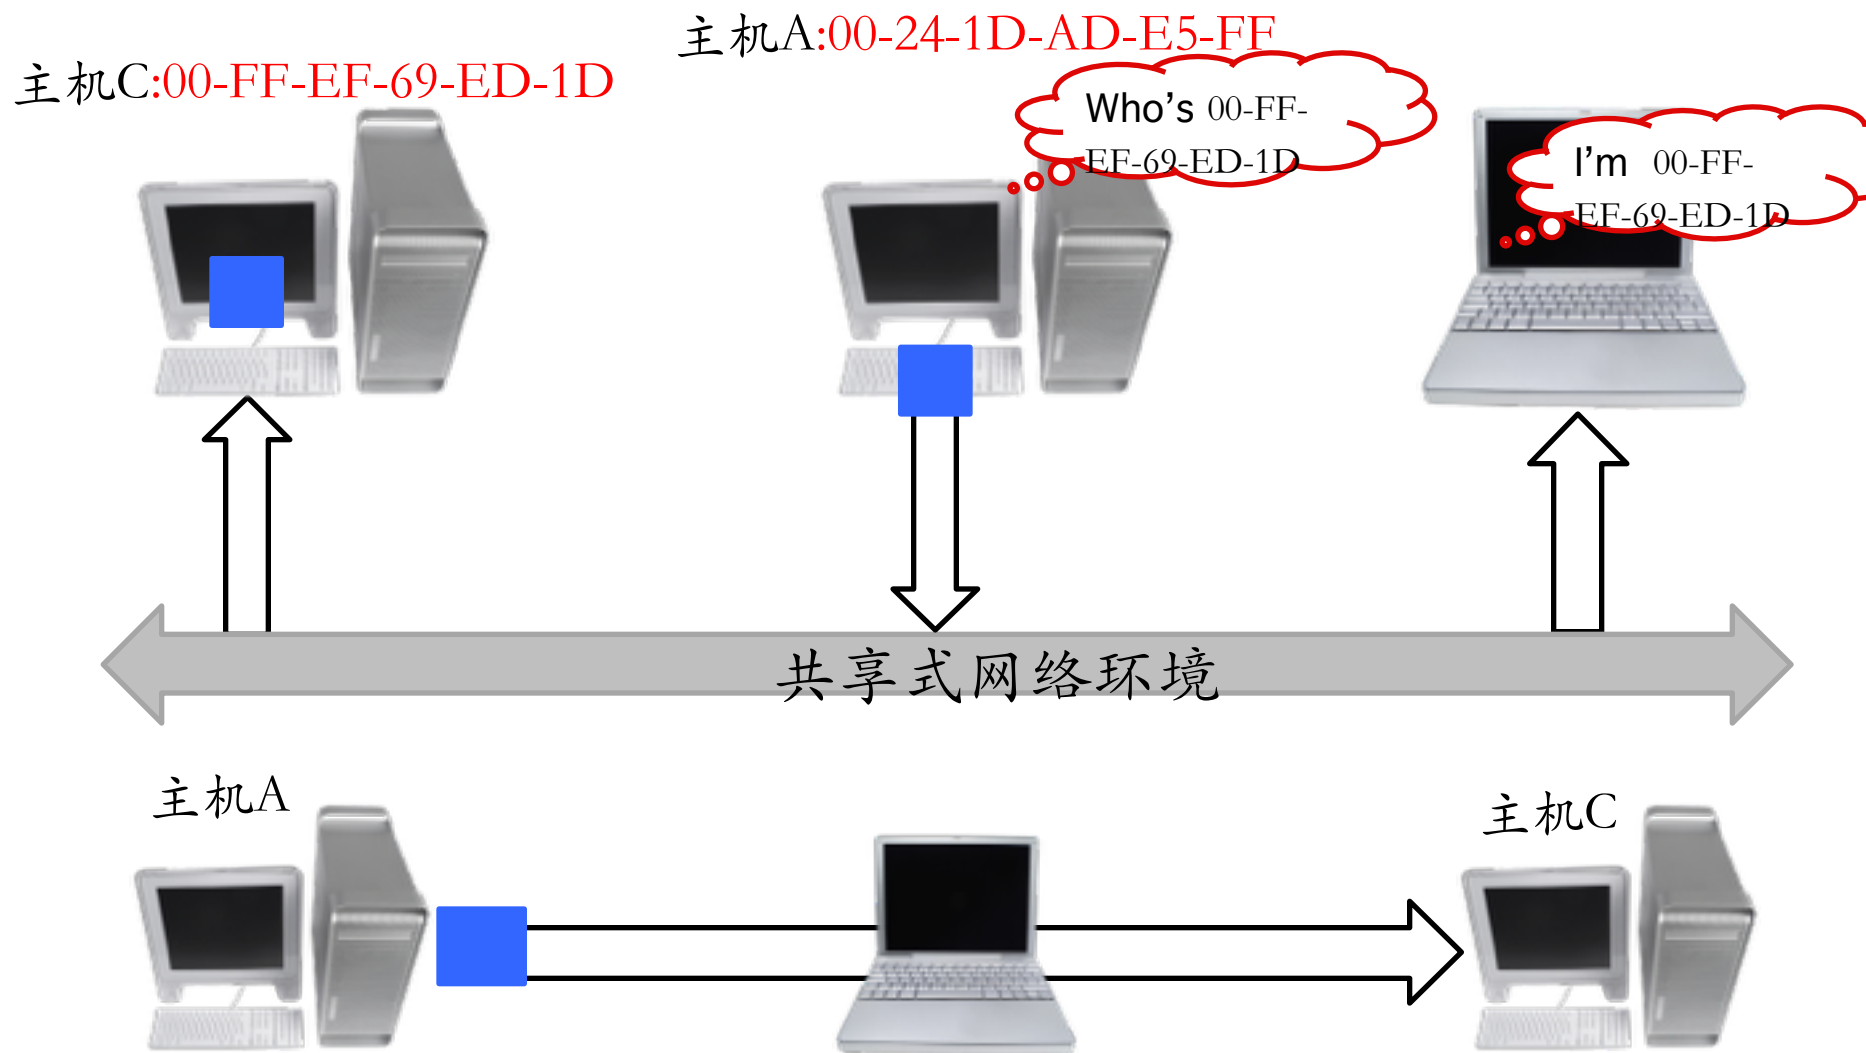 主机A:00-24-1D-AD-E5-FF
主机C:00-FF-EF-69-ED-1D
Who's 00-FF-
EF-69-ED-1D
I'm 00-FF-
EF-69-ED-1D
共享式网络环境
主机A
主机C